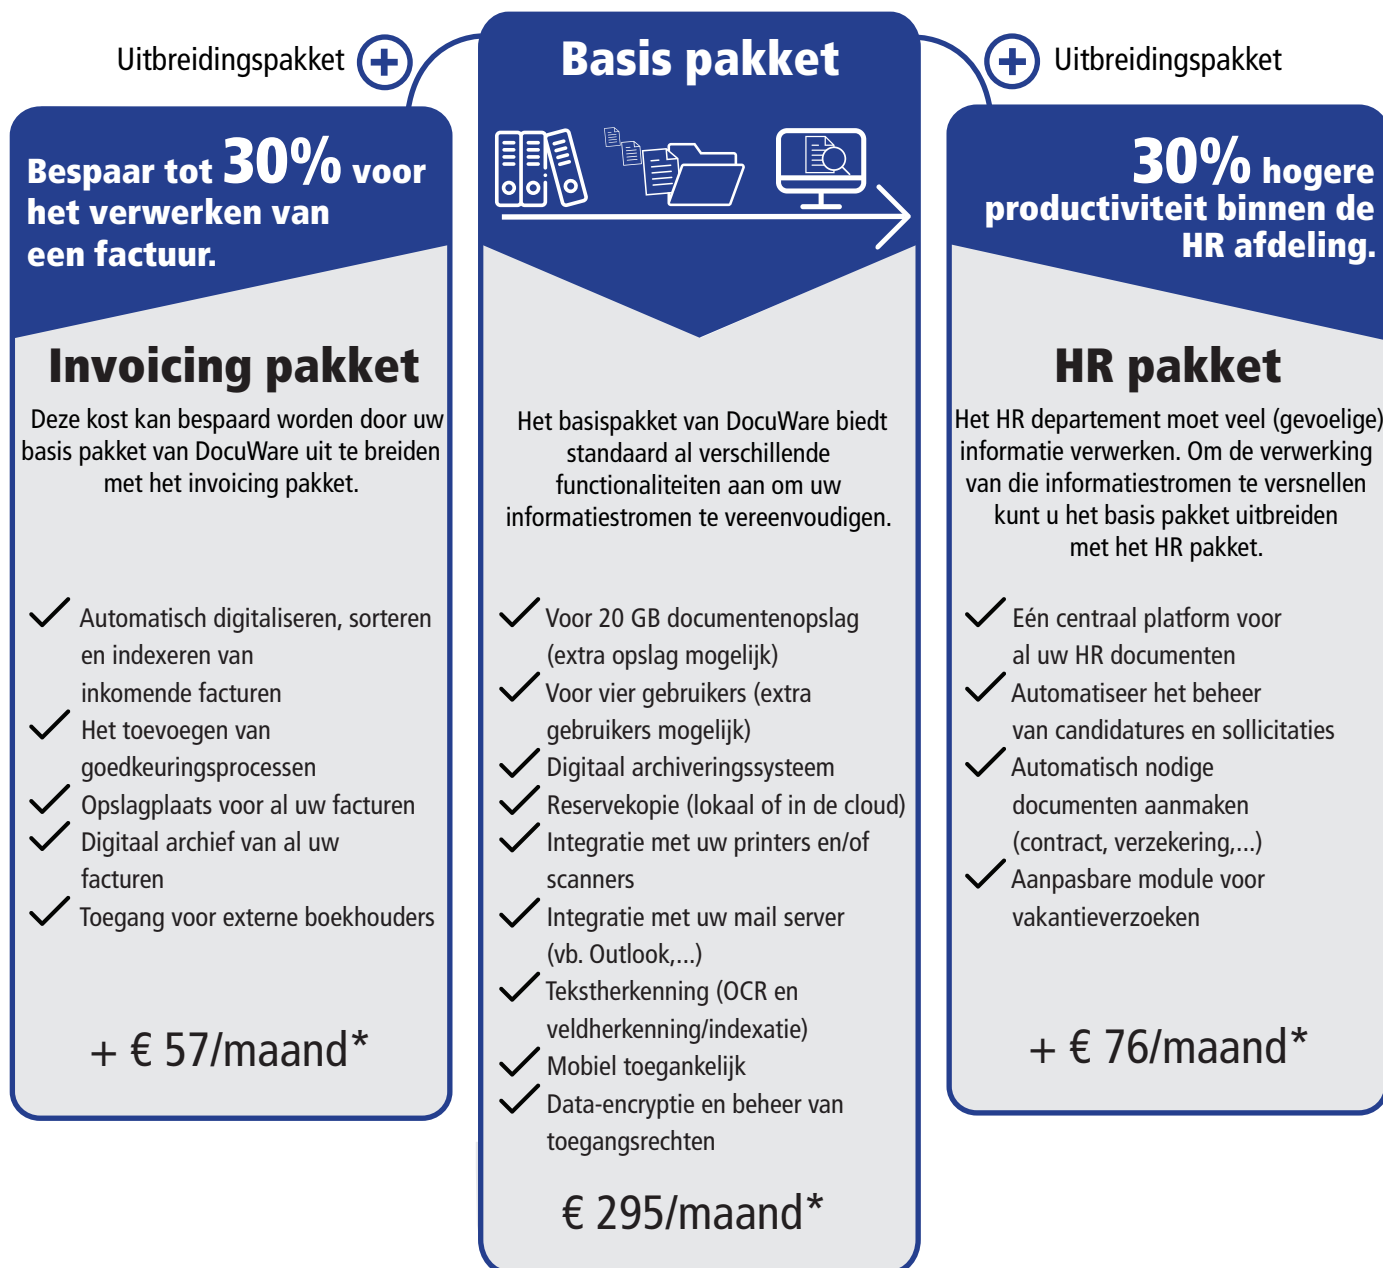 Uitbreidingspakket
Bespaar tot 30% voor
het verwerken van
een factuur.
Invoicing pakket
Deze kost kan bespaard worden door uw
basis pakket van DocuWare uit te breiden
met het invoicing pakket.
Automatisch digitaliseren, sorteren
en indexeren van
inkomende facturen
Het toevoegen van
goedkeuringsprocessen
Opslagplaats voor al uw facturen
Digitaal archief van al uw
facturen
Toegang voor externe boekhouders
+ € 57/maand*
Basis pakket
Het basispakket van DocuWare biedt
standaard al verschillende
functionaliteiten aan om uw
informatiestromen te vereenvoudigen.
Voor 20 GB documentenopslag
(extra opslag mogelijk)
Voor vier gebruikers (extra
gebruikers mogelijk)
Digitaal archiveringssysteem
Reservekopie (lokaal of in de cloud)
Integratie met uw printers en/of
scanners
Integratie met uw mail server
(vb. Outlook,...)
Tekstherkenning (OCR en
veldherkenning/indexatie)
Mobiel toegankelijk
Data-encryptie en beheer van
toegangsrechten
€ 295/maand*
Uitbreidingspakket
30% hogere
productiviteit binnen de
HR afdeling.
HR pakket
Het HR departement moet veel (gevoelige)
informatie verwerken. Om de verwerking
van die informatiestromen te versnellen
kunt u het basis pakket uitbreiden
met het HR pakket.
Eén centraal platform voor
al uw HR documenten
Automatiseer het beheer
van candidatures en sollicitaties
Automatisch nodige
documenten aanmaken
(contract, verzekering,...)
Aanpasbare module voor
vakantieverzoeken
+ € 76/maand*